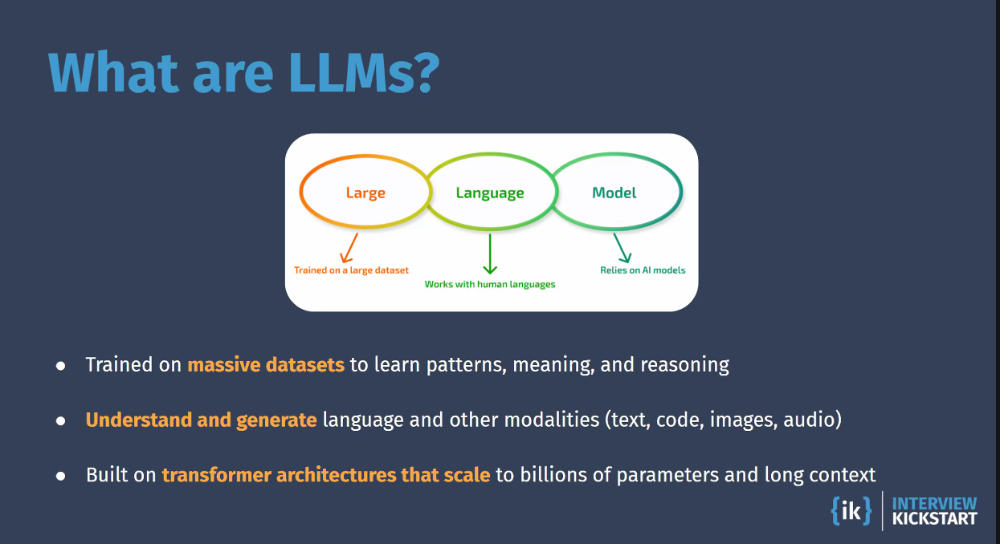 What are LLMs?
Large
Language
Model
Trained on a large dataset
Works with human languages
Relies on AI models
● Trained on massive datasets to learn patterns, meaning, and reasoning
● Understand and generate language and other modalities (text, code, images, audio)
● Built on transformer architectures that scale to billions of parameters and long context
{ik}
INTERVIEW
KICKSTART